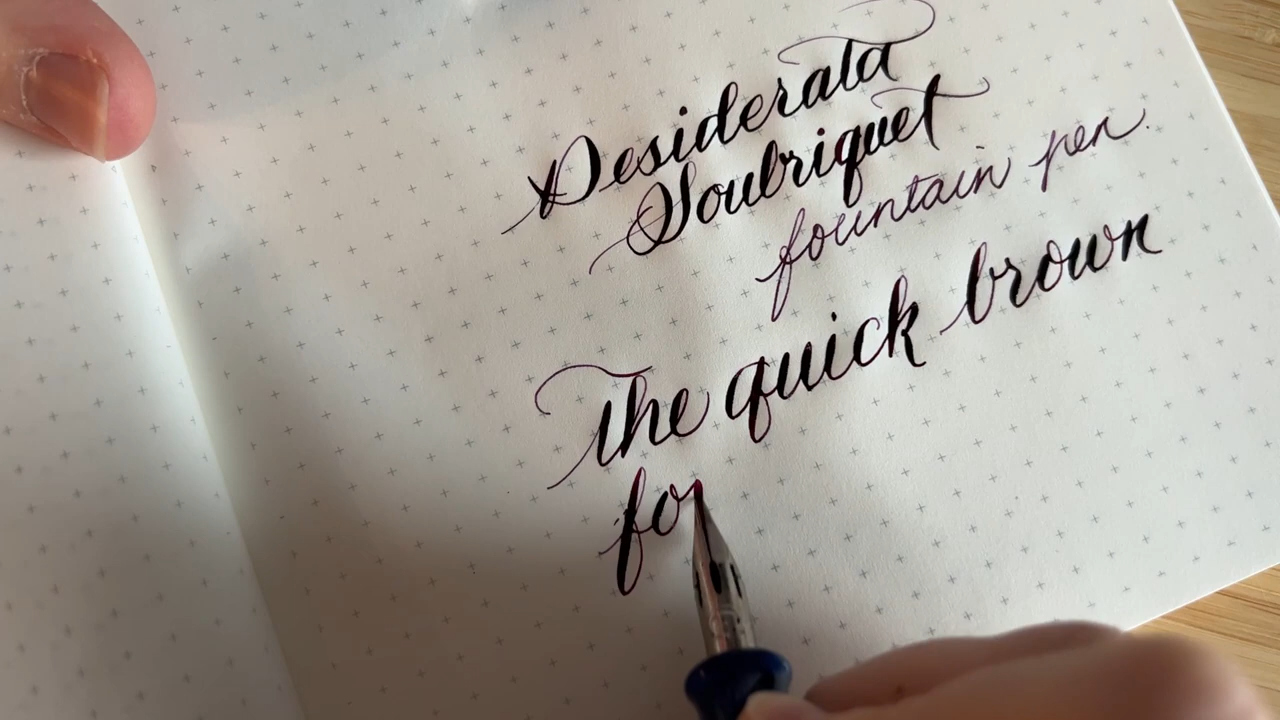 Desiderata
Soubriquet
fountain pen.
The quick brown
fo